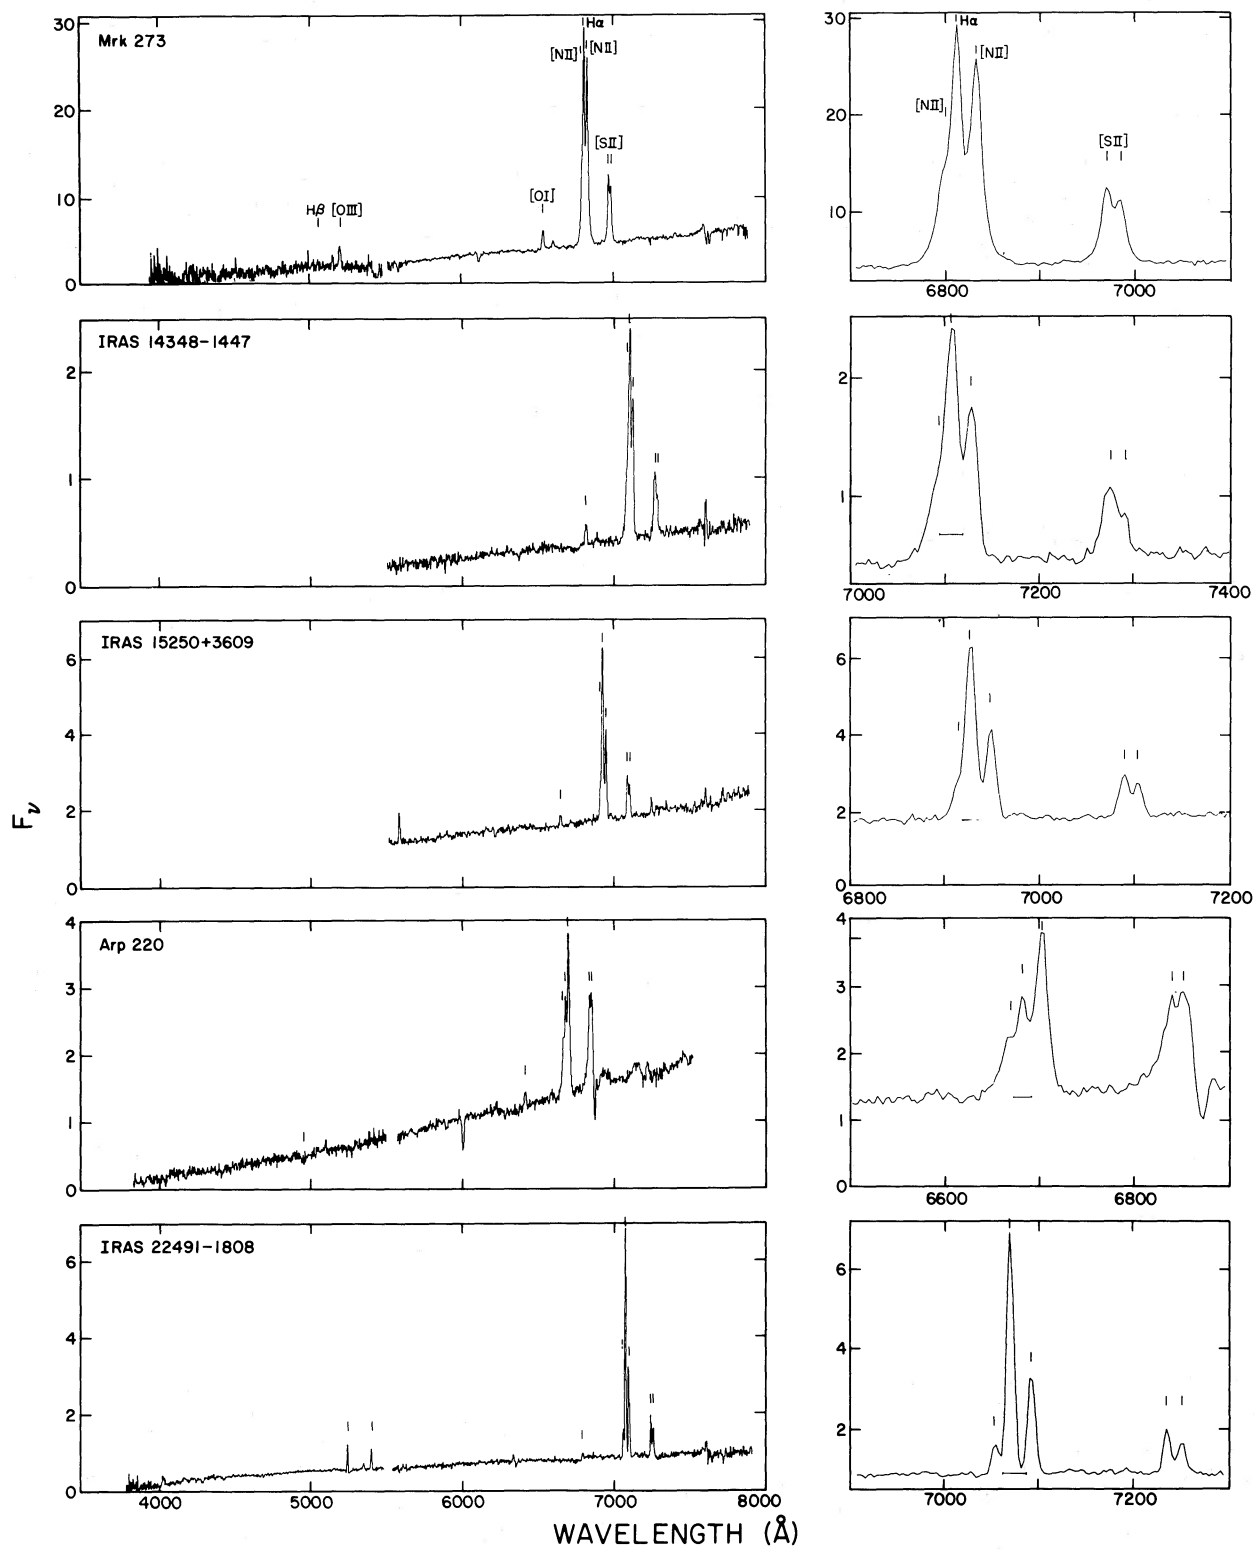 30
Mrk 273
Hα
[NII] [NII]
20
[SII]
10
Hβ [OIII]
[OI]
0
30
Hα
[NII]
[NII]
20
[SII]
10
6800 7000
IRAS 14348-1447
2
1
0
2
1
7000 7200 7400
IRAS 15250+3609
6
4
2
0
6
4
2
0
6800 7000 7200
Fν
4
Arp 220
3
2
1
0
4
3
2
1
0
6600 6800
IRAS 22491-1808
6
4
2
0
4000 5000 6000 7000 8000
6
4
2
7000 7200
WAVELENGTH (Å)